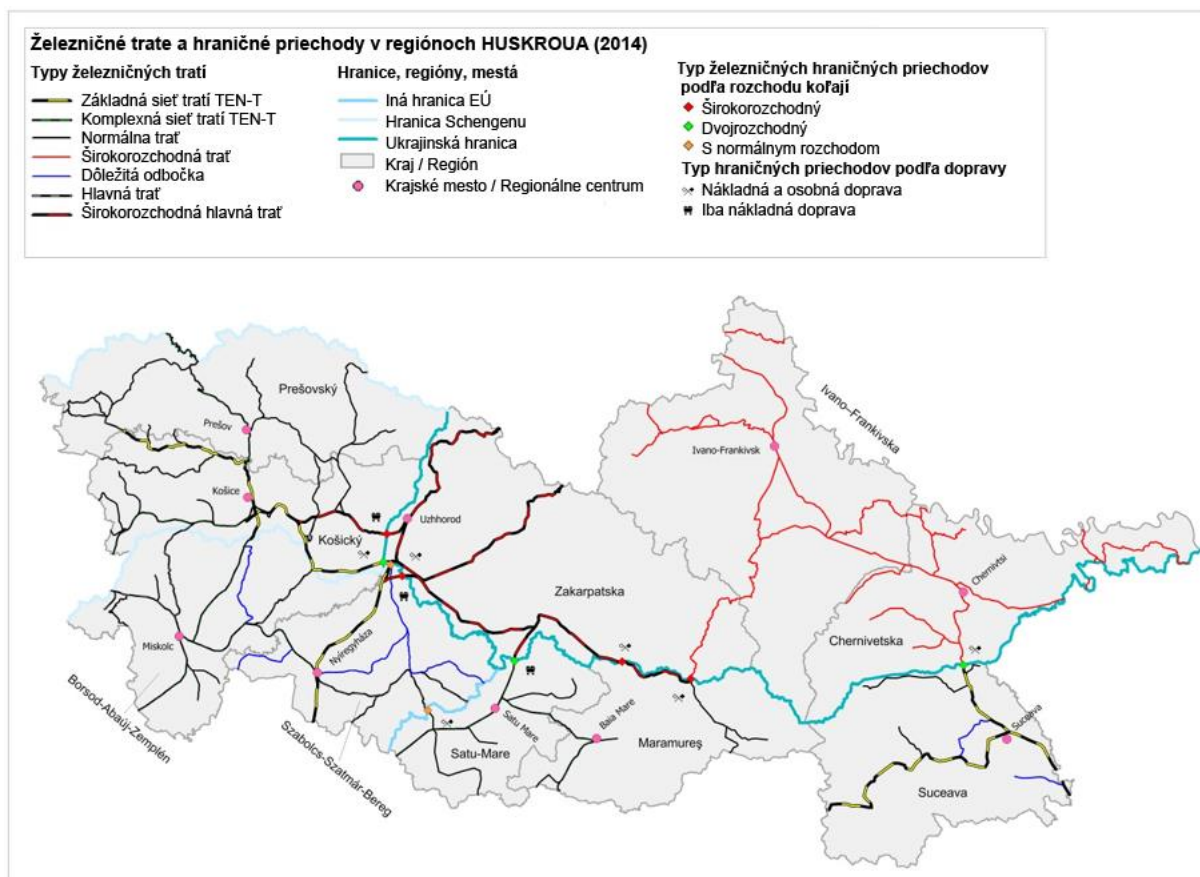 Železničné trate a hraničné priechody v regiónoch HUSKROUA (2014)
Typy železničných tratí
Základná sieť tratí TEN-T
Komplexná sieť tratí TEN-T
Normálna trať
Širokorozchodná trať
Dôležitá odbočka
Hlavná trať
Širokorozchodná hlavná trať
Hranice, regióny, mestá
Iná hranica EÚ
Hranica Schengenu
Ukrajinská hranica
Kraj / Región
Krajské mesto / Regionálne centrum
Typ železničných hraničných priechodov
podľa rozchodu koľají
Širokorozchodný
Dvojrozchodný
S normálnym rozchodom
Typ hraničných priechodov podľa dopravy
Nákladná a osobná doprava
Iba nákladná doprava
Prešovský
Prešov
Ivano-Frankivska
Ivano-Frankivsk
Košice
Uzhhorod
Košický
Zakarpatska
Chernivtsi
Chernivetska
Miskolc
Nyíregyháza
Borsod-Abaúj-Zemplén
Szabolcs-Szatmár-Bereg
Satu Mare
Baia Mare
Satu-Mare
Maramureş
Suceava
Suceava